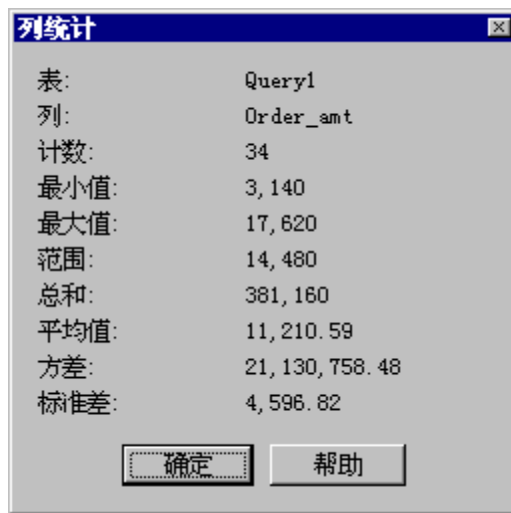 列统计
表: Query1
列: Order_amt
计数: 34
最小值: 3,140
最大值: 17,620
范围: 14,480
总和: 381,160
平均值: 11,210.59
方差: 21,130,758.48
标准差: 4,596.82
确定 帮助